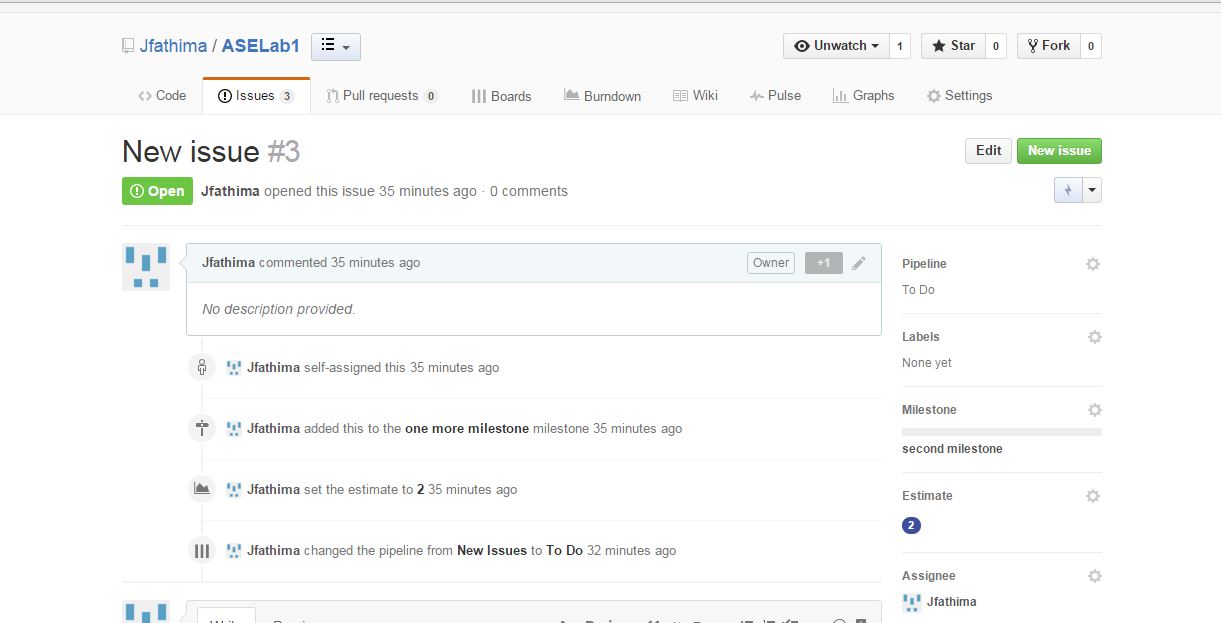 Jfathima / ASELab1
Unwatch 1 Star 0 Fork 0
Code Issues 3 Pull requests 0 Boards Burndown Wiki Pulse Graphs Settings
New issue #3
Edit New issue
Open Jfathima opened this issue 35 minutes ago · 0 comments
Jfathima commented 35 minutes ago Owner +1
No description provided.
Jfathima self-assigned this 35 minutes ago
Jfathima added this to the one more milestone milestone 35 minutes ago
Jfathima set the estimate to 2 35 minutes ago
Jfathima changed the pipeline from New Issues to To Do 32 minutes ago
Pipeline
To Do
Labels
None yet
Milestone
second milestone
Estimate
2
Assignee
Jfathima